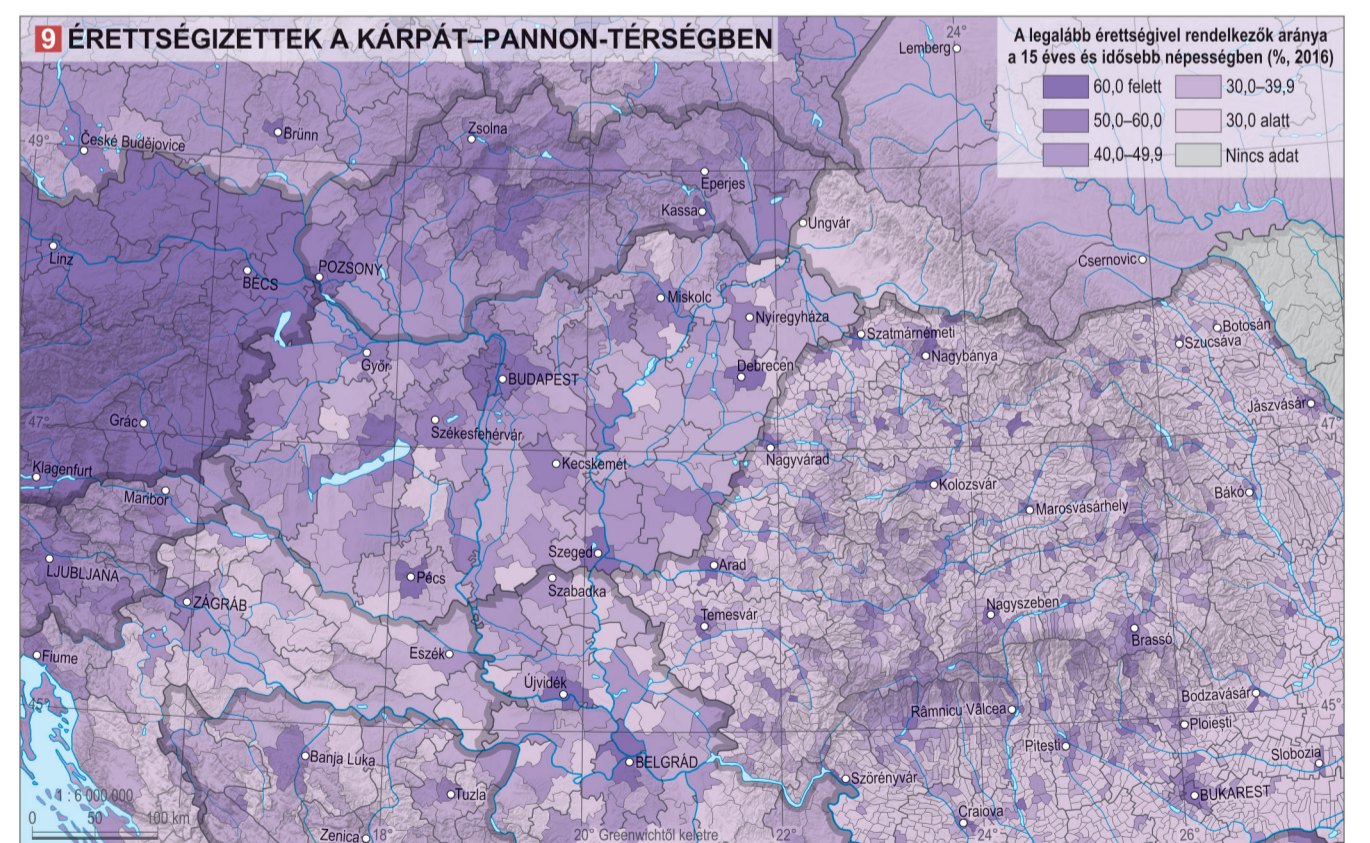 9 ÉRETTSÉGIZETTEK A KÁRPÁT–PANNON-TÉRSÉGBEN
A legalább érettségivel rendelkezők aránya
a 15 éves és idősebb népességben (%, 2016)
60,0 felett
30,0–39,9
50,0–60,0
30,0 alatt
40,0–49,9
Nincs adat
24°
Lemberg
Brünn
Zsolna
49°
České Budějovice
Eperjes
Kassa
Ungvár
Linz
Csernovic
BÉCS
POZSONY
Miskolc
Nyíregyháza
Szatmárnémeti
Botosán
Szucsáva
Győr
Nagybánya
Debrecen
BUDAPEST
Jászvásár
47°
Grác
47°
Székesfehérvár
Nagyvárad
Kecskemét
Klagenfurt
Kolozsvár
Maribor
Bákó
Marosvásárhely
Szeged
Arad
LJUBLJANA
Pécs
Szabadka
ZÁGRÁB
Nagyszeben
Temesvár
Brassó
Fiume
Eszék
Újvidék
Bodzavásár
45°
45°
Râmnicu Vâlcea
Ploiești
Pitești
Banja Luka
BELGRÁD
Slobozia
Szörényvár
1 : 6 000 000
Tuzla
BUKAREST
0 50 100 km
Craiova
Zenica
18°
20° Greenwichtől keletre
22°
24°
26°